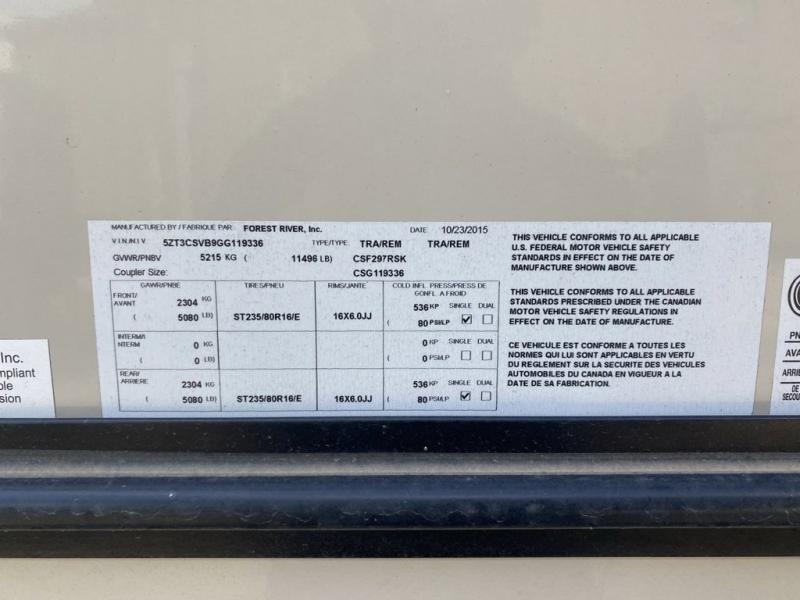 MANUFACTURED BY / FABRIQUE PAR: FOREST RIVER, Inc. DATE 10/23/2015
V.I.N./N.I.V. 5ZT3CSVB9GG119336 TYPE/TYPE: TRA/REM TRA/REM
GVWR/PNBV 5215 KG ( 11496 LB) CSF297RSK
Coupler Size: CSG119336
GAWR/PNBE TIRES/PNEU RIMS/JANTE COLD INFL. PRESS/PRESS DE GONFL. A FROID
FRONT/ AVANT 2304 KG 536 KP SINGLE DUAL
( 5080 LB) ST235/80R16/E 16X6.0JJ ( 80 PSI/LP
INTERM/I NTERM 0 KG 0 KP SINGLE DUAL
( 0 LB) ( 0 PSI/LP
REAR/ ARRIERE 2304 KG 536 KP SINGLE DUAL
( 5080 LB) ST235/80R16/E 16X6.0JJ ( 80 PSI/LP
THIS VEHICLE CONFORMS TO ALL APPLICABLE
U.S. FEDERAL MOTOR VEHICLE SAFETY
STANDARDS IN EFFECT ON THE DATE OF
MANUFACTURE SHOWN ABOVE.
THIS VEHICLE CONFORMS TO ALL APPLICABLE
STANDARDS PRESCRIBED UNDER THE CANADIAN
MOTOR VEHICLE SAFETY REGULATIONS IN
EFFECT ON THE DATE OF MANUFACTURE.
CE VEHICULE EST CONFORME A TOUTES LES
NORMES QUI LUI SONT APPLICABLES EN VERTU
DU REGLEMENT SUR LA SECURITE DES VEHICULES
AUTOMOBILES DU CANADA EN VIGUEUR A LA
DATE DE SA FABRICATION.
Inc.
mpliant
ble
sion
PN
AVA
ARRIE
DE
SECOU